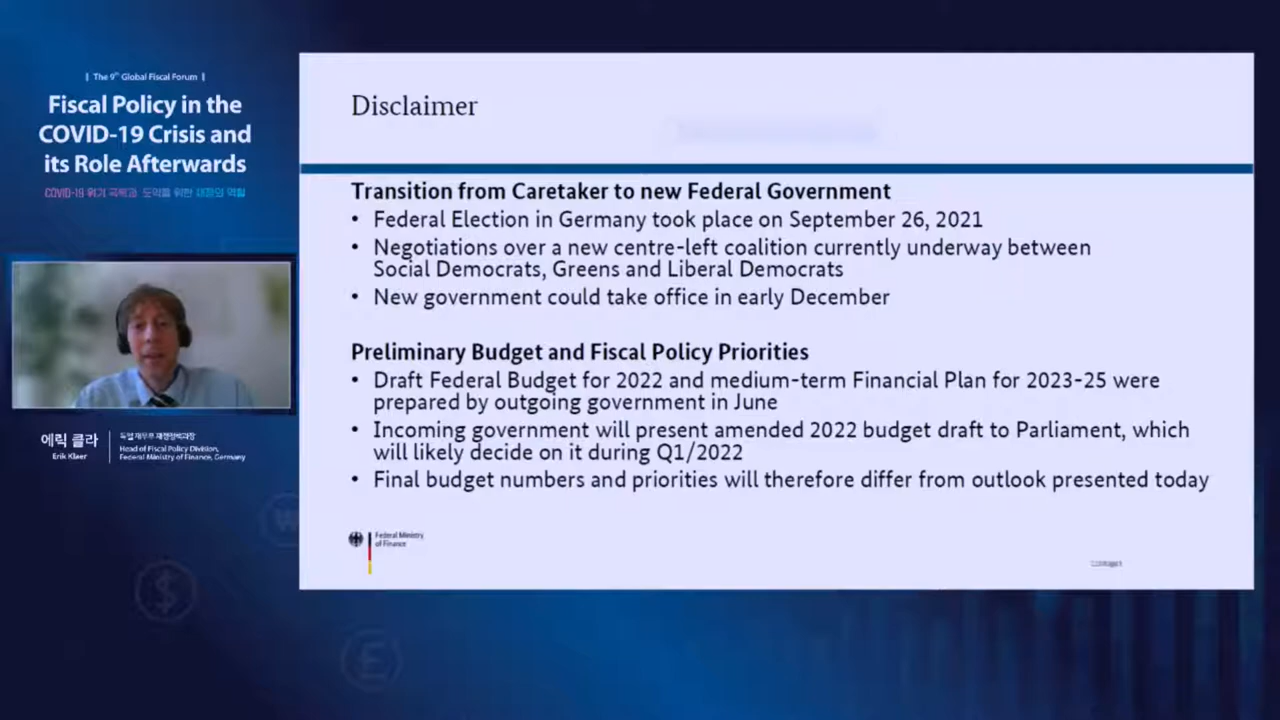 | The 9th Global Fiscal Forum |
Fiscal Policy in the
COVID-19 Crisis and
its Role Afterwards
COVID-19 위기 극복과 도약을 위한 재정의 역할
에릭 클라
Erik Klaer
독일 재무부 재정정책과장
Head of Fiscal Policy Division,
Federal Ministry of Finance, Germany
Disclaimer
Transition from Caretaker to new Federal Government
• Federal Election in Germany took place on September 26, 2021
• Negotiations over a new centre-left coalition currently underway between
Social Democrats, Greens and Liberal Democrats
• New government could take office in early December
Preliminary Budget and Fiscal Policy Priorities
• Draft Federal Budget for 2022 and medium-term Financial Plan for 2023-25 were
prepared by outgoing government in June
• Incoming government will present amended 2022 budget draft to Parliament, which
will likely decide on it during Q1/2022
• Final budget numbers and priorities will therefore differ from outlook presented today
Federal Ministry
of Finance